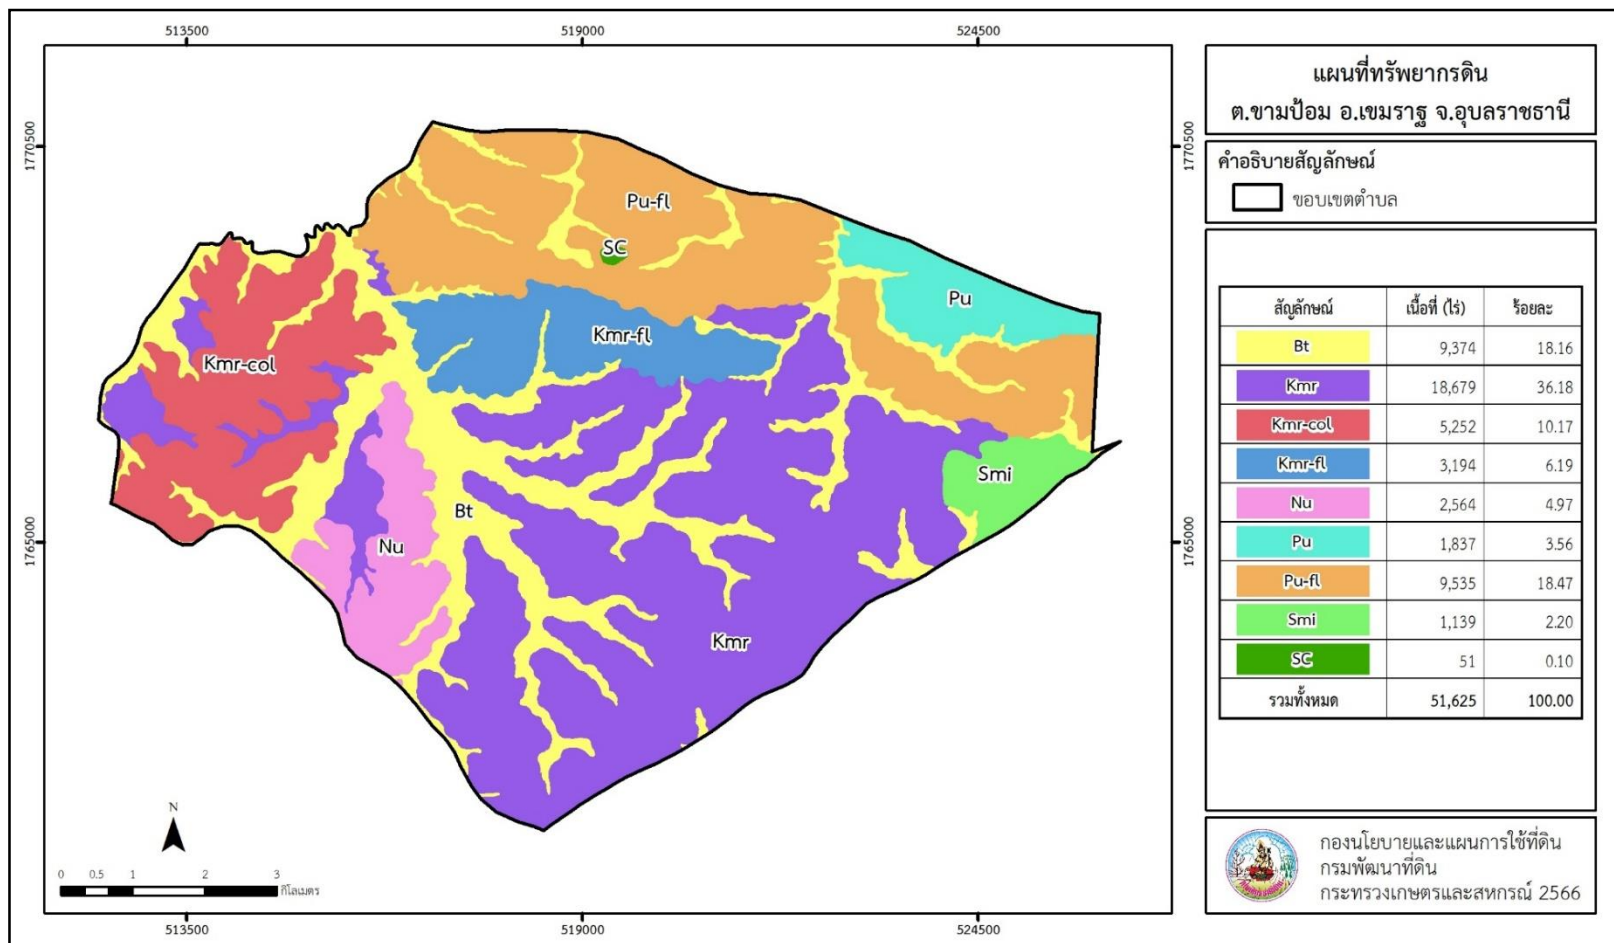 513500 519000 524500
1770500 1770500
Pu-fl
SC
Pu
Kmr-fl
Kmr-col
Smi
Bt
Nu
Kmr
1765000 1765000
N
0 0.5 1 2 3
กิโลเมตร
513500 519000 524500
แผนที่ทรัพยากรดิน
ต.ขามป้อม อ.เขมราฐ จ.อุบลราชธานี
คำอธิบายสัญลักษณ์
ขอบเขตตำบล
สัญลักษณ์ เนื้อที่ (ไร่) ร้อยละ
Bt 9,374 18.16
Kmr 18,679 36.18
Kmr-col 5,252 10.17
Kmr-fl 3,194 6.19
Nu 2,564 4.97
Pu 1,837 3.56
Pu-fl 9,535 18.47
Smi 1,139 2.20
SC 51 0.10
รวมทั้งหมด 51,625 100.00
กองนโยบายและแผนการใช้ที่ดิน
กรมพัฒนาที่ดิน
กระทรวงเกษตรและสหกรณ์ 2566